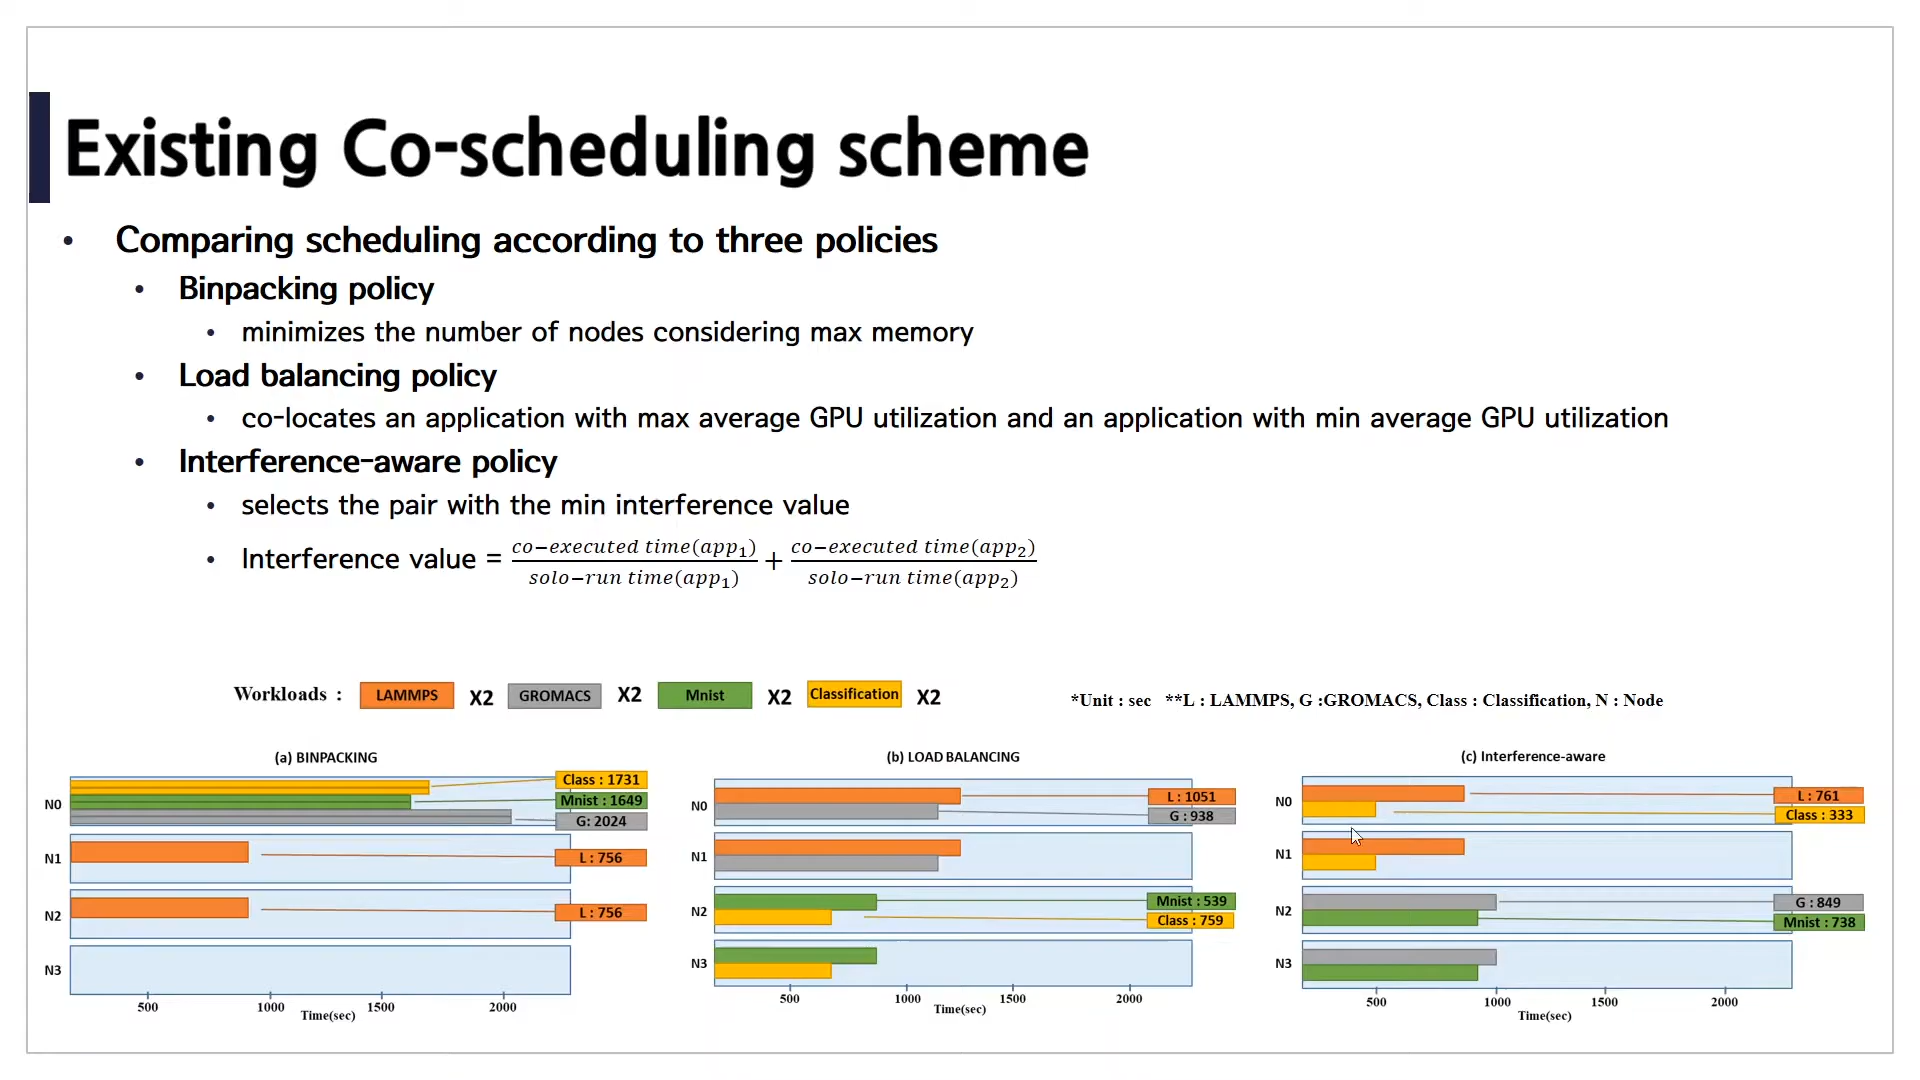 Existing Co-scheduling scheme
• Comparing scheduling according to three policies
• Binpacking policy
• minimizes the number of nodes considering max memory
• Load balancing policy
• co-locates an application with max average GPU utilization and an application with min average GPU utilization
• Interference-aware policy
• selects the pair with the min interference value
• Interference value = co−executed time(app₁) / solo−run time(app₁) + co−executed time(app₂) / solo−run time(app₂)
Workloads : LAMMPS X2 GROMACS X2 Mnist X2 Classification X2
*Unit : sec **L : LAMMPS, G :GROMACS, Class : Classification, N : Node
(a) BINPACKING
N0
Class : 1731
Mnist : 1649
G: 2024
N1
L : 756
N2
L : 756
N3
500 1000 1500 2000
Time(sec)
(b) LOAD BALANCING
N0
L : 1051
G : 938
N1
N2
Mnist : 539
Class : 759
N3
500 1000 1500 2000
Time(sec)
(c) Interference-aware
N0
L : 761
Class : 333
N1
N2
G : 849
Mnist : 738
N3
500 1000 1500 2000
Time(sec)